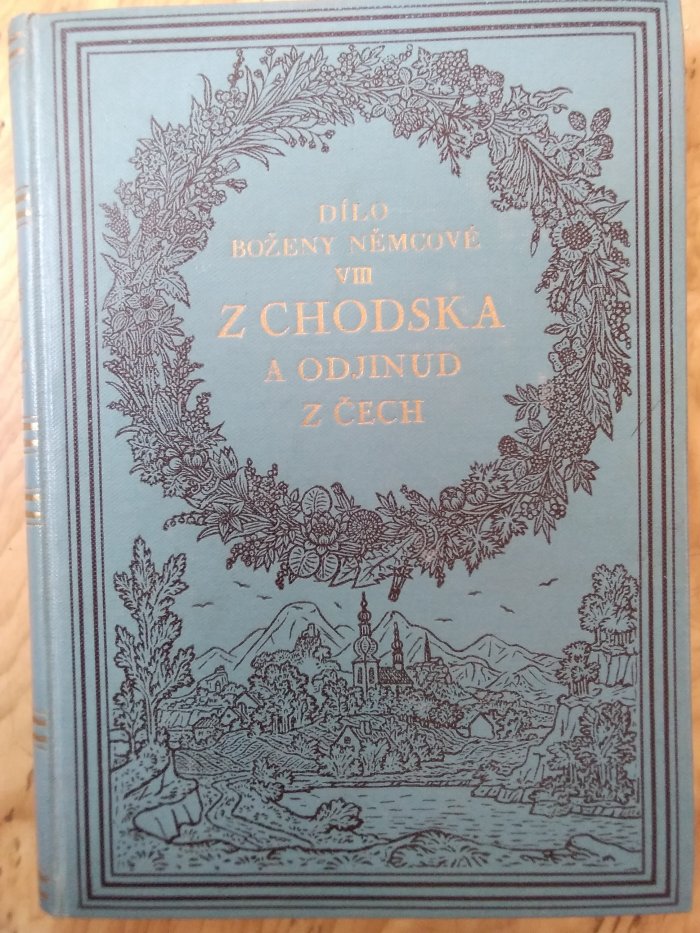 DÍLO
BOŽENY NĚMCOVÉ
VIII
Z CHODSKA
A ODJINUD
Z ČECH